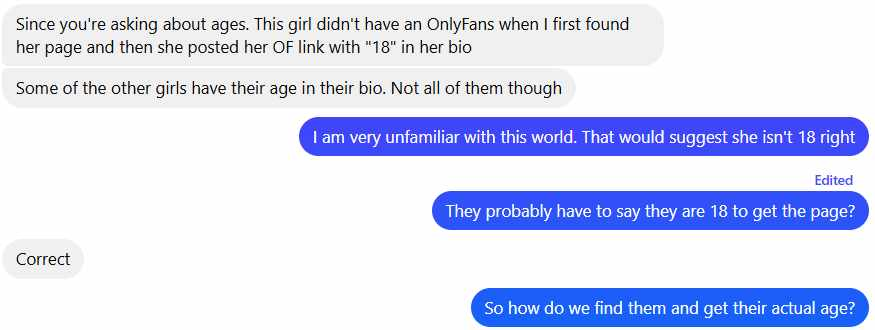 Since you're asking about ages. This girl didn't have an OnlyFans when I first found
her page and then she posted her OF link with "18" in her bio
Some of the other girls have their age in their bio. Not all of them though
I am very unfamiliar with this world. That would suggest she isn't 18 right
Edited
They probably have to say they are 18 to get the page?
Correct
So how do we find them and get their actual age?